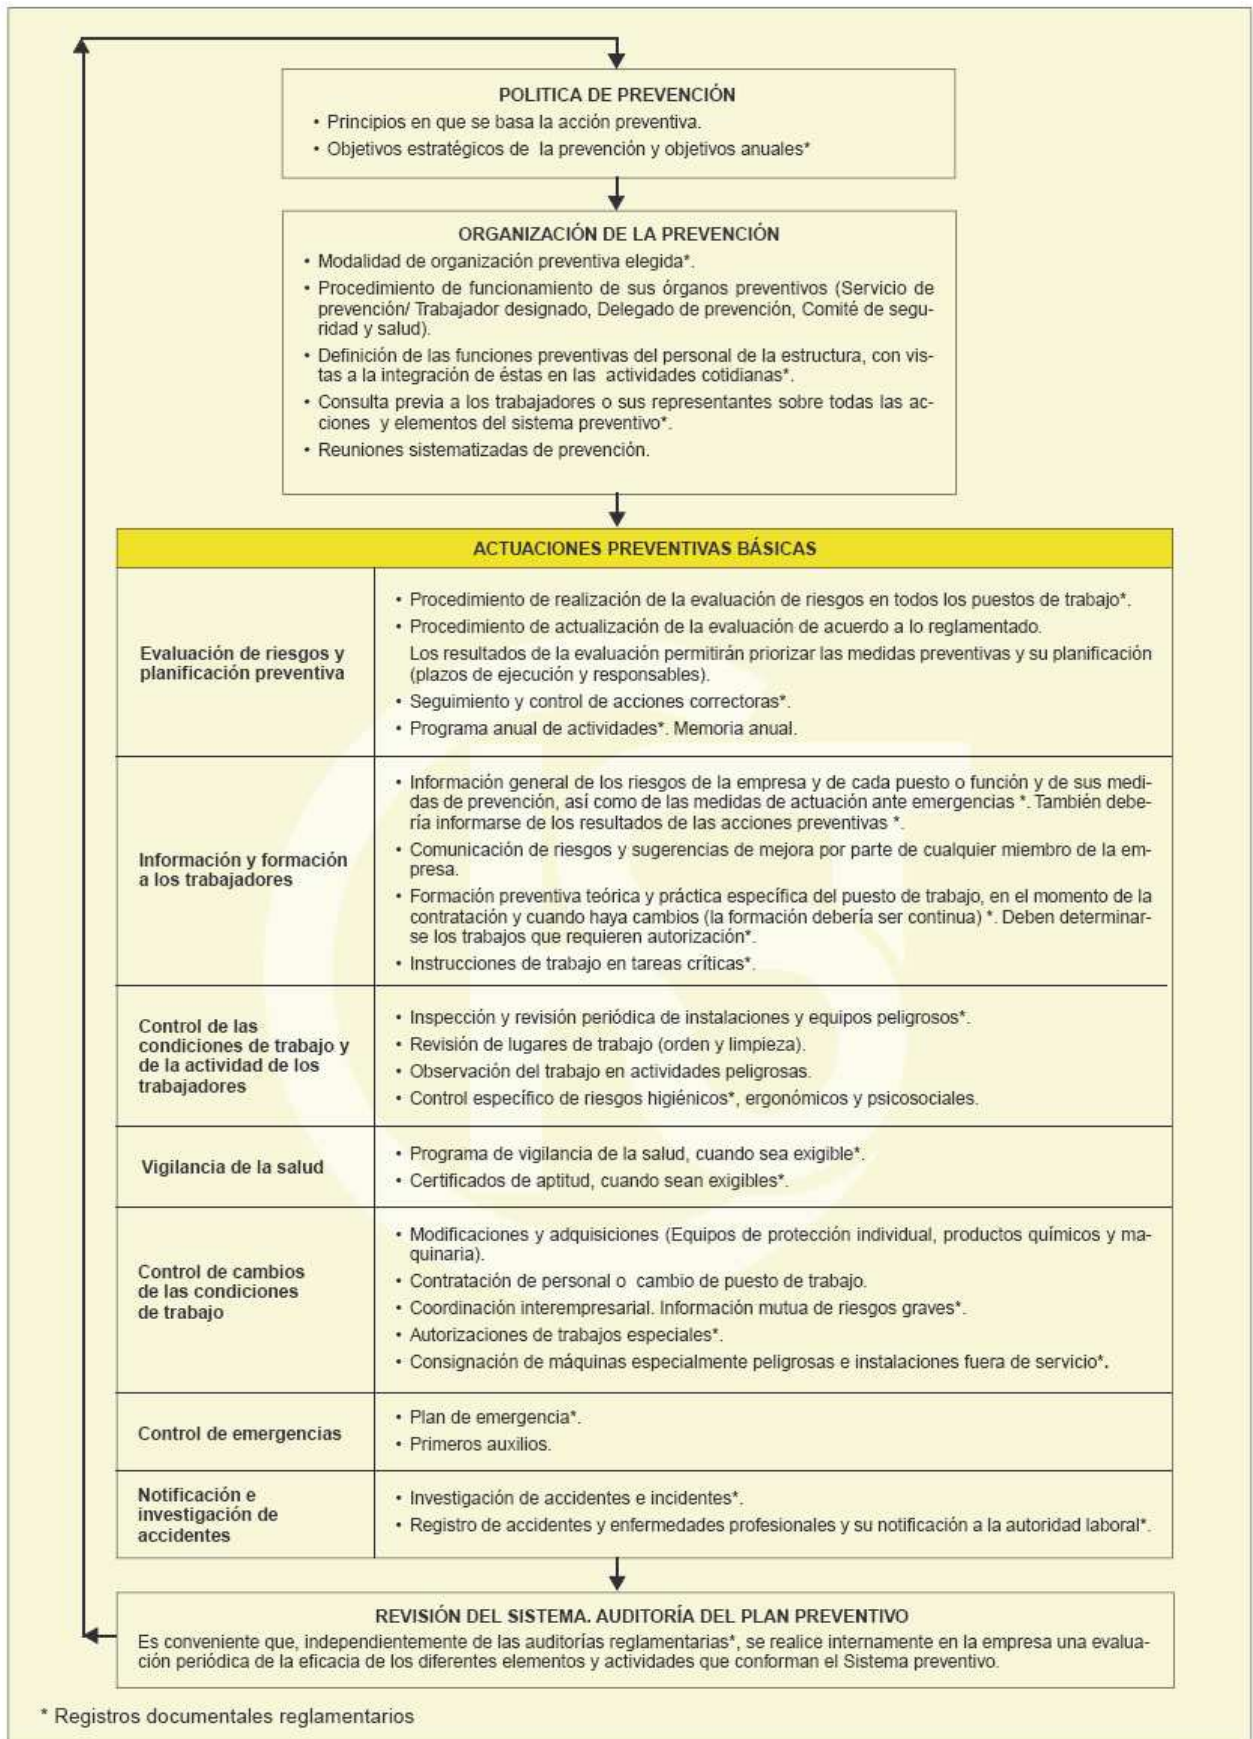 POLITICA DE PREVENCIÓN
• Principios en que se basa la acción preventiva.
• Objetivos estratégicos de la prevención y objetivos anuales*
ORGANIZACIÓN DE LA PREVENCIÓN
• Modalidad de organización preventiva elegida*.
• Procedimiento de funcionamiento de sus órganos preventivos (Servicio de
prevención/ Trabajador designado, Delegado de prevención, Comité de segu-
ridad y salud).
• Definición de las funciones preventivas del personal de la estructura, con vis-
tas a la integración de éstas en las actividades cotidianas*.
• Consulta previa a los trabajadores o sus representantes sobre todas las ac-
ciones y elementos del sistema preventivo*.
• Reuniones sistematizadas de prevención.
ACTUACIONES PREVENTIVAS BÁSICAS
Evaluación de riesgos y
planificación preventiva
• Procedimiento de realización de la evaluación de riesgos en todos los puestos de trabajo*.
• Procedimiento de actualización de la evaluación de acuerdo a lo reglamentado.
Los resultados de la evaluación permitirán priorizar las medidas preventivas y su planificación
(plazos de ejecución y responsables).
• Seguimiento y control de acciones correctoras*.
• Programa anual de actividades*. Memoria anual.
Información y formación
a los trabajadores
• Información general de los riesgos de la empresa y de cada puesto o función y de sus medi-
das de prevención, así como de las medidas de actuación ante emergencias *. También debe-
ría informarse de los resultados de las acciones preventivas *.
• Comunicación de riesgos y sugerencias de mejora por parte de cualquier miembro de la em-
presa.
• Formación preventiva teórica y práctica específica del puesto de trabajo, en el momento de la
contratación y cuando haya cambios (la formación debería ser continua) *. Deben determinar-
se los trabajos que requieren autorización*.
• Instrucciones de trabajo en tareas críticas*.
Control de las
condiciones de trabajo y
de la actividad de los
trabajadores
• Inspección y revisión periódica de instalaciones y equipos peligrosos*.
• Revisión de lugares de trabajo (orden y limpieza).
• Observación del trabajo en actividades peligrosas.
• Control específico de riesgos higiénicos*, ergonómicos y psicosociales.
Vigilancia de la salud
• Programa de vigilancia de la salud, cuando sea exigible*.
• Certificados de aptitud, cuando sean exigibles*.
Control de cambios
de las condiciones
de trabajo
• Modificaciones y adquisiciones (Equipos de protección individual, productos químicos y ma-
quinaria).
• Contratación de personal o cambio de puesto de trabajo.
• Coordinación interempresarial. Información mutua de riesgos graves*.
• Autorizaciones de trabajos especiales*.
• Consignación de máquinas especialmente peligrosas e instalaciones fuera de servicio*.
Control de emergencias
• Plan de emergencia*.
• Primeros auxilios.
Notificación e
investigación de
accidentes
• Investigación de accidentes e incidentes*.
• Registro de accidentes y enfermedades profesionales y su notificación a la autoridad laboral*.
REVISIÓN DEL SISTEMA. AUDITORÍA DEL PLAN PREVENTIVO
Es conveniente que, independientemente de las auditorías reglamentarias*, se realice internamente en la empresa una evalua-
ción periódica de la eficacia de los diferentes elementos y actividades que conforman el Sistema preventivo.
* Registros documentales reglamentarios